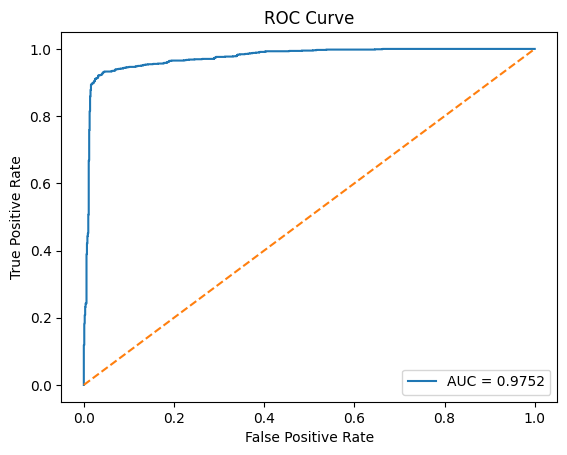 ROC Curve
True Positive Rate
1.0
0.8
0.6
0.4
0.2
0.0
0.0 0.2 0.4 0.6 0.8 1.0
False Positive Rate
AUC = 0.9752